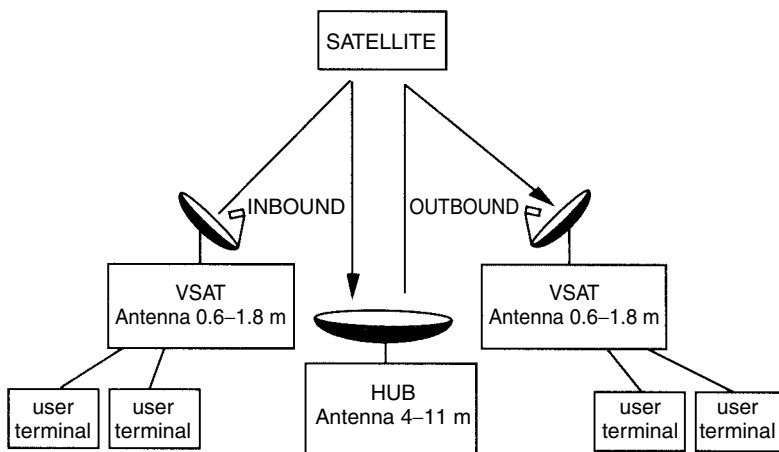 SATELLITE
INBOUND
OUTBOUND
VSAT
Antenna 0.6–1.8 m
VSAT
Antenna 0.6–1.8 m
HUB
Antenna 4–11 m
user
terminal
user
terminal
user
terminal
user
terminal